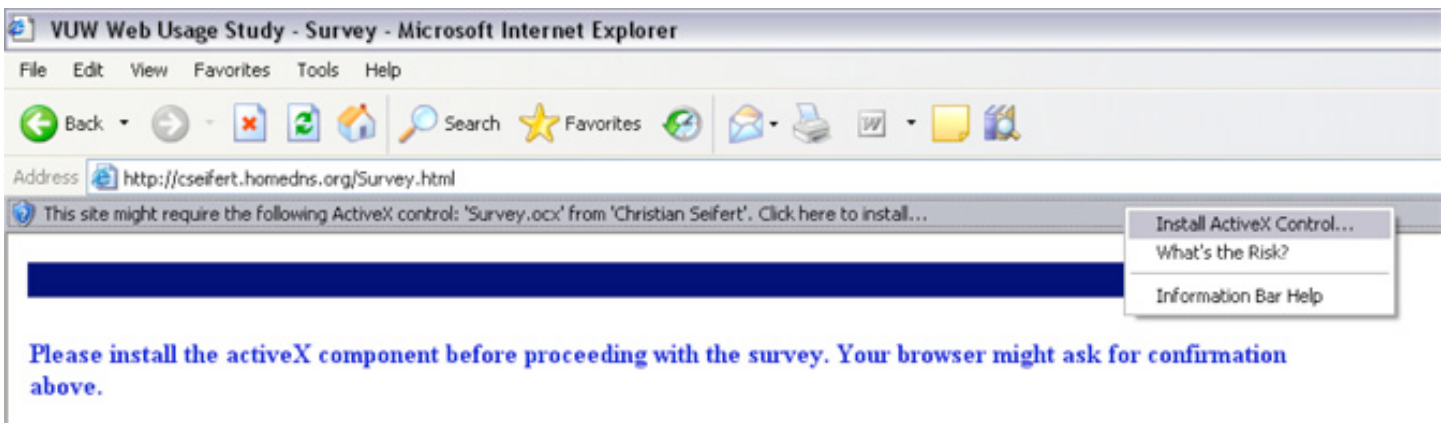 VUW Web Usage Study - Survey - Microsoft Internet Explorer
File Edit View Favorites Tools Help
Back Search Favorites W
Address http://cseifert.homedns.org/Survey.html
This site might require the following ActiveX control: 'Survey.ocx' from 'Christian Seifert'. Click here to install...
Install ActiveX Control...
What's the Risk?
Information Bar Help
Please install the activeX component before proceeding with the survey. Your browser might ask for confirmation
above.